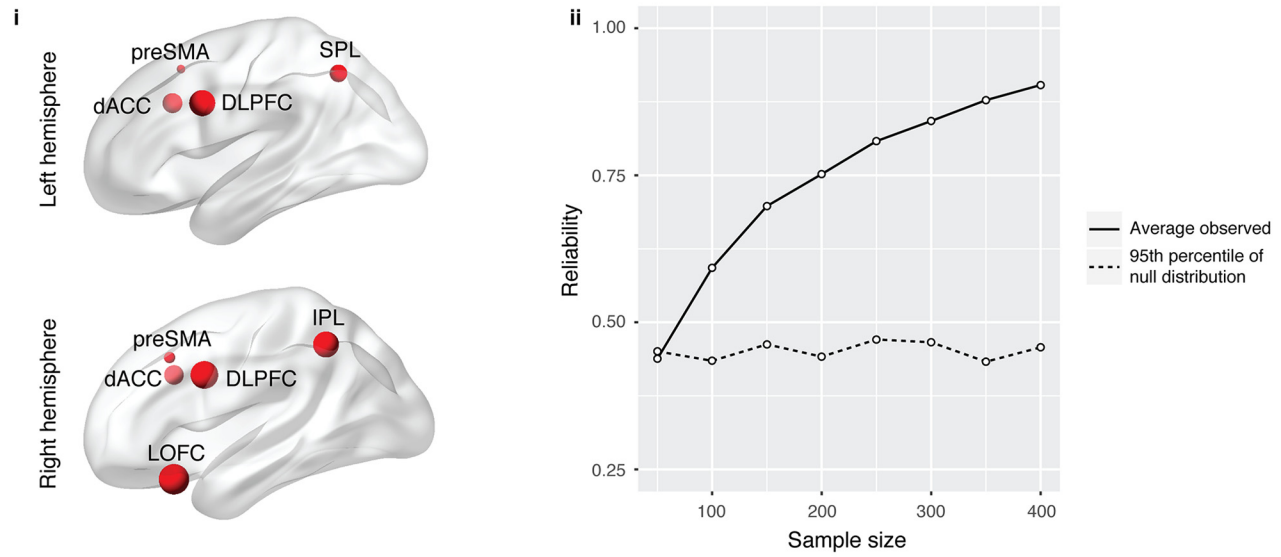 i
Left hemisphere
preSMA
SPL
dACC
DLPFC
Right hemisphere
preSMA
IPL
dACC
DLPFC
LOFC
ii
Reliability
1.00
0.75
0.50
0.25
100
200
300
400
Sample size
Average observed
95th percentile of
null distribution